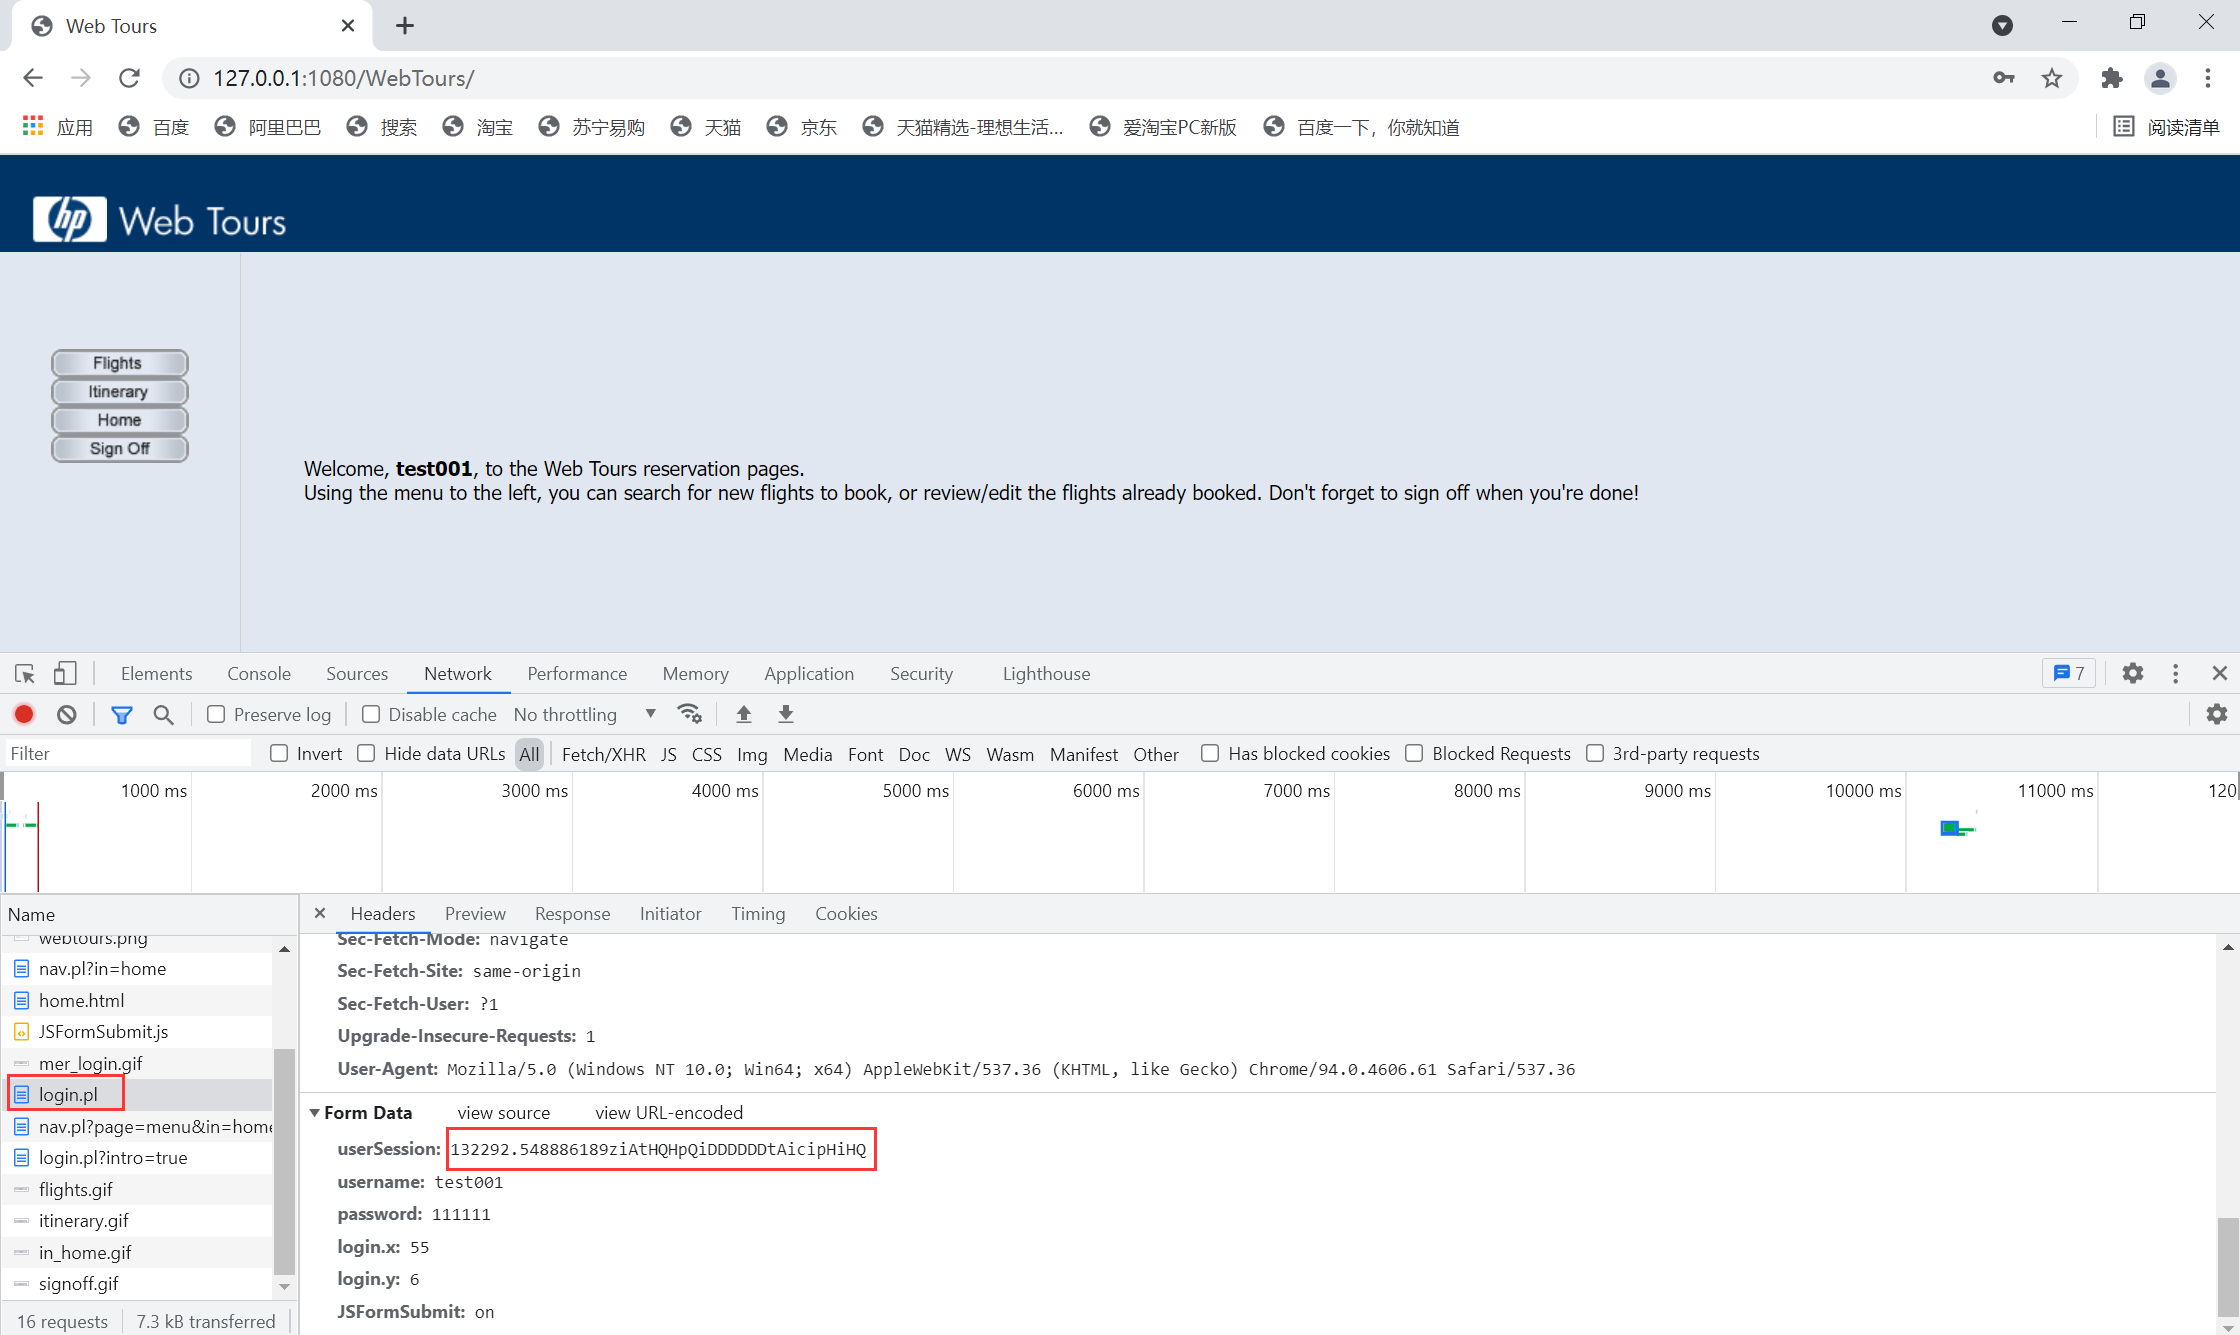 Web Tours
127.0.0.1:1080/WebTours/
应用 百度 阿里巴巴 搜索 淘宝 苏宁易购 天猫 京东 天猫精选-理想生活... 爱淘宝PC新版 百度一下，你就知道 阅读清单
hp Web Tours
Flights
Itinerary
Home
Sign Off
Welcome, test001, to the Web Tours reservation pages.
Using the menu to the left, you can search for new flights to book, or review/edit the flights already booked. Don't forget to sign off when you're done!
Elements Console Sources Network Performance Memory Application Security Lighthouse 7
Preserve log Disable cache No throttling
Filter Invert Hide data URLs All Fetch/XHR JS CSS Img Media Font Doc WS Wasm Manifest Other Has blocked cookies Blocked Requests 3rd-party requests
1000 ms 2000 ms 3000 ms 4000 ms 5000 ms 6000 ms 7000 ms 8000 ms 9000 ms 10000 ms 11000 ms 120
Name
webtours.png
nav.pl?in=home
home.html
JSFormSubmit.js
mer_login.gif
login.pl
nav.pl?page=menu&in=home
login.pl?intro=true
flights.gif
itinerary.gif
in_home.gif
signoff.gif
16 requests 7.3 kB transferred
Headers Preview Response Initiator Timing Cookies
Sec-Fetch-Mode: navigate
Sec-Fetch-Site: same-origin
Sec-Fetch-User: ?1
Upgrade-Insecure-Requests: 1
User-Agent: Mozilla/5.0 (Windows NT 10.0; Win64; x64) AppleWebKit/537.36 (KHTML, like Gecko) Chrome/94.0.4606.61 Safari/537.36
Form Data view source view URL-encoded
userSession: 132292.548886189ziAtHQHpQiDDDDDDtAicipHiHQ
username: test001
password: 111111
login.x: 55
login.y: 6
JSFormSubmit: on